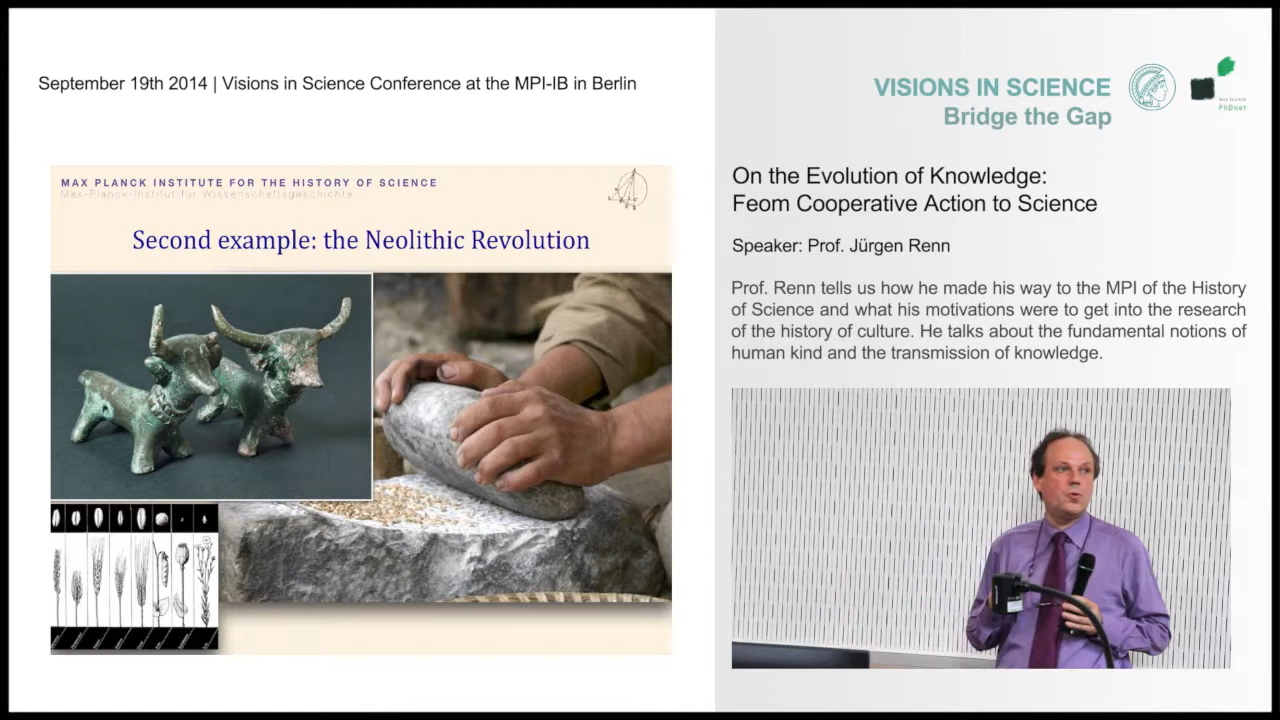 September 19th 2014 | Visions in Science Conference at the MPI-IB in Berlin
VISIONS IN SCIENCE
Bridge the Gap
MAX PLANCK
PhDnet
MAX PLANCK INSTITUTE FOR THE HISTORY OF SCIENCE
Max-Planck-Institut für Wissenschaftsgeschichte
Second example: the Neolithic Revolution
On the Evolution of Knowledge:
Feom Cooperative Action to Science
Speaker: Prof. Jürgen Renn
Prof. Renn tells us how he made his way to the MPI of the History
of Science and what his motivations were to get into the research
of the history of culture. He talks about the fundamental notions of
human kind and the transmission of knowledge.